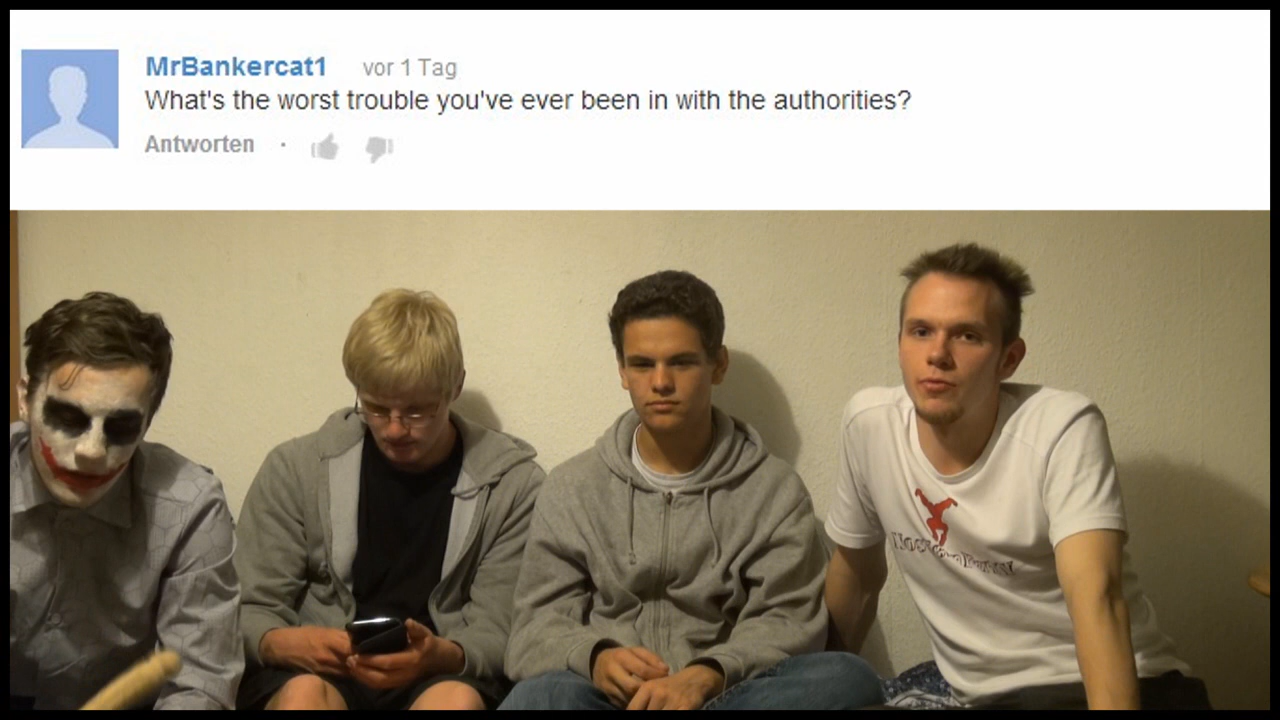 MrBankercat1 vor 1 Tag
What's the worst trouble you've ever been in with the authorities?
Antworten ·